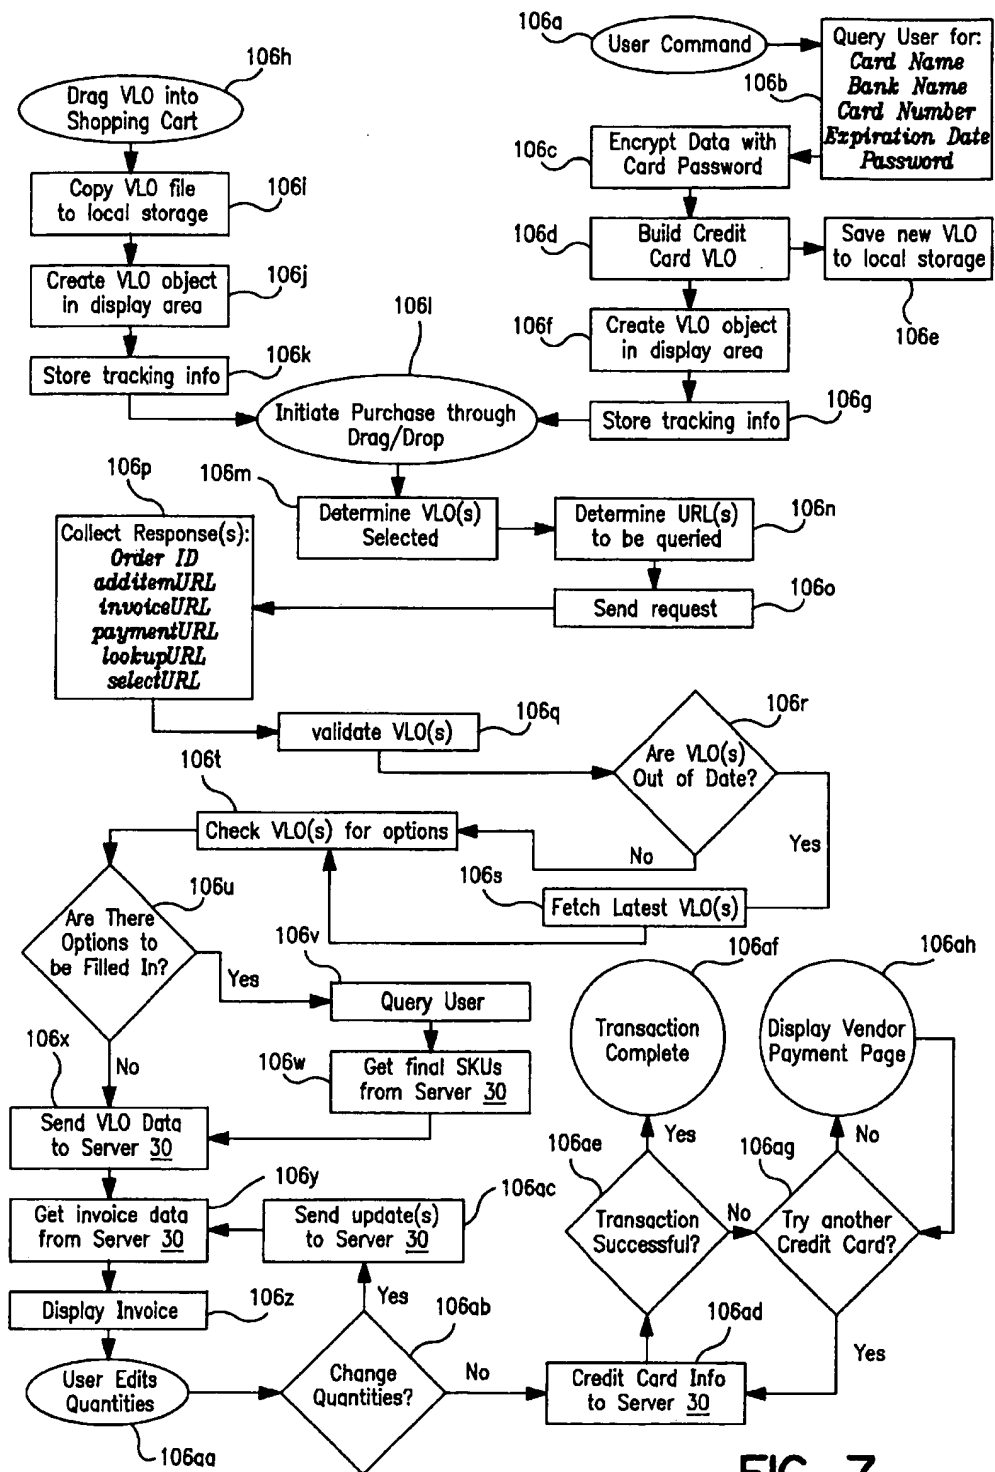 106a
User Command
Query User for:
Card Name
Bank Name
Card Number
Expiration Date
Password
106b
106h
Drag VLO into
Shopping Cart
106c
Encrypt Data with
Card Password
106i
Copy VLO file
to local storage
106d
Build Credit
Card VLO
Save new VLO
to local storage
106e
106j
Create VLO object
in display area
106f
Create VLO object
in display area
106k
Store tracking info
106l
Initiate Purchase through
Drag/Drop
Store tracking info
106g
106m
Determine VLO(s)
Selected
Determine URL(s)
to be queried
106n
106p
Collect Response(s):
Order ID
additemURL
invoiceURL
paymentURL
lookupURL
selectURL
Send request
106o
validate VLO(s)
106q
106r
Are VLO(s)
Out of Date?
106t
Check VLO(s) for options
No
Yes
106s
Fetch Latest VLO(s)
106u
Are There
Options to
be Filled In?
Yes
106v
Query User
106w
Get final SKUs
from Server 30
No
106x
Send VLO Data
to Server 30
106y
Get invoice data
from Server 30
Send update(s)
to Server 30
106ac
106z
Display Invoice
Yes
106ab
User Edits
Quantities
106aa
Change
Quantities?
No
106ad
Credit Card Info
to Server 30
106ae
Transaction
Successful?
Yes
No
106af
Transaction
Complete
106ag
Try another
Credit Card?
No
Yes
106ah
Display Vendor
Payment Page
FIG. 7